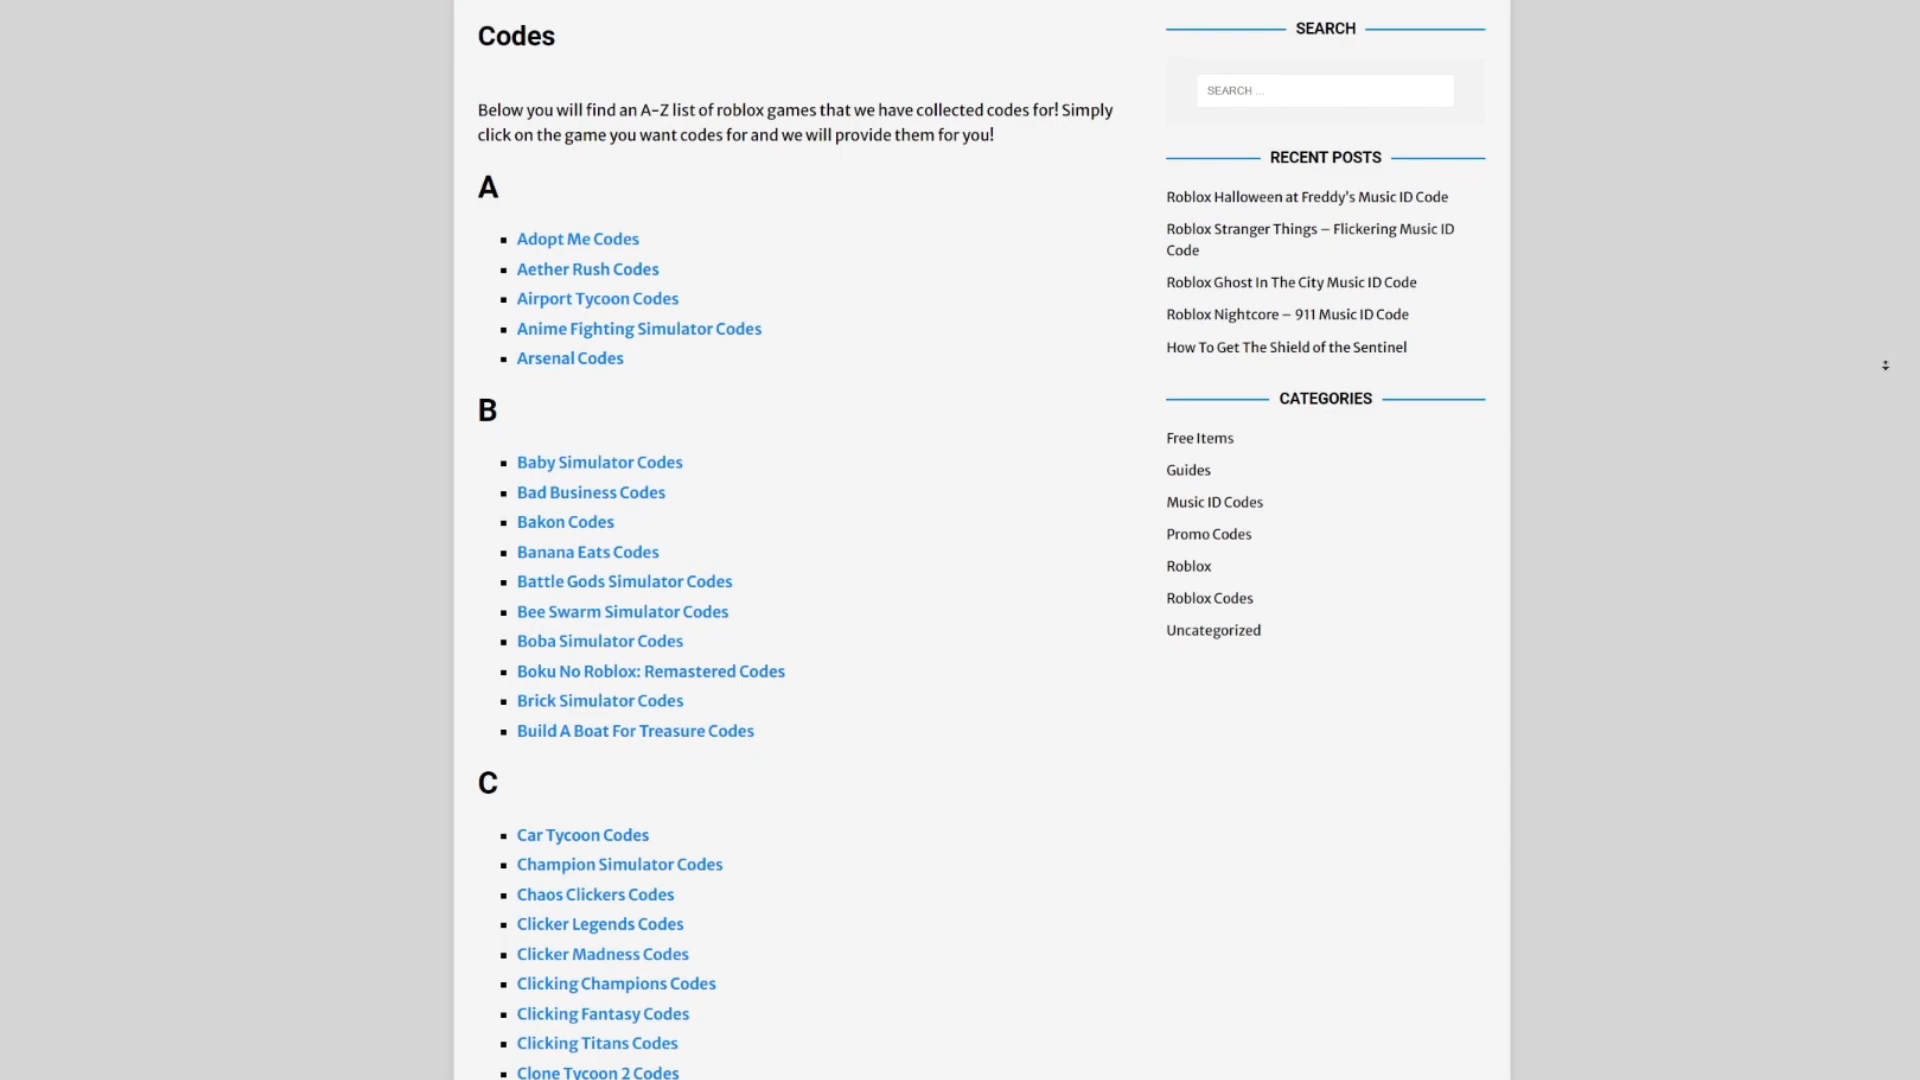 Codes
Below you will find an A-Z list of roblox games that we have collected codes for! Simply
click on the game you want codes for and we will provide them for you!
A
Adopt Me Codes
Aether Rush Codes
Airport Tycoon Codes
Anime Fighting Simulator Codes
Arsenal Codes
B
Baby Simulator Codes
Bad Business Codes
Bakon Codes
Banana Eats Codes
Battle Gods Simulator Codes
Bee Swarm Simulator Codes
Boba Simulator Codes
Boku No Roblox: Remastered Codes
Brick Simulator Codes
Build A Boat For Treasure Codes
C
Car Tycoon Codes
Champion Simulator Codes
Chaos Clickers Codes
Clicker Legends Codes
Clicker Madness Codes
Clicking Champions Codes
Clicking Fantasy Codes
Clicking Titans Codes
Clone Tycoon 2 Codes
SEARCH
SEARCH ...
RECENT POSTS
Roblox Halloween at Freddy's Music ID Code
Roblox Stranger Things – Flickering Music ID
Code
Roblox Ghost In The City Music ID Code
Roblox Nightcore – 911 Music ID Code
How To Get The Shield of the Sentinel
CATEGORIES
Free Items
Guides
Music ID Codes
Promo Codes
Roblox
Roblox Codes
Uncategorized